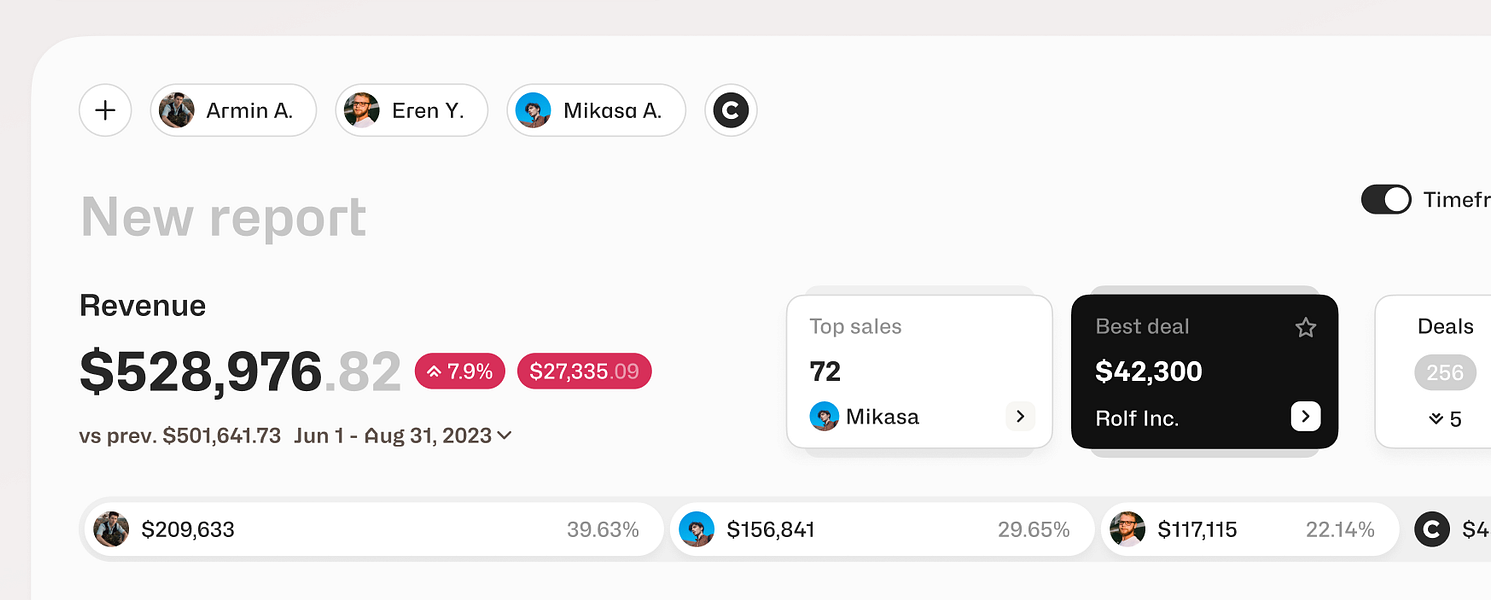 Armin A.
Eren Y.
Mikasa A.
C
New report
Revenue
$528,976.82
7.9%
$27,335.09
vs prev. $501,641.73 Jun 1 - Aug 31, 2023
Top sales
72
Mikasa
Best deal
$42,300
Rolf Inc.
Timefr
Deals
256
5
$209,633 39.63%
$156,841 29.65%
$117,115 22.14%
C $4